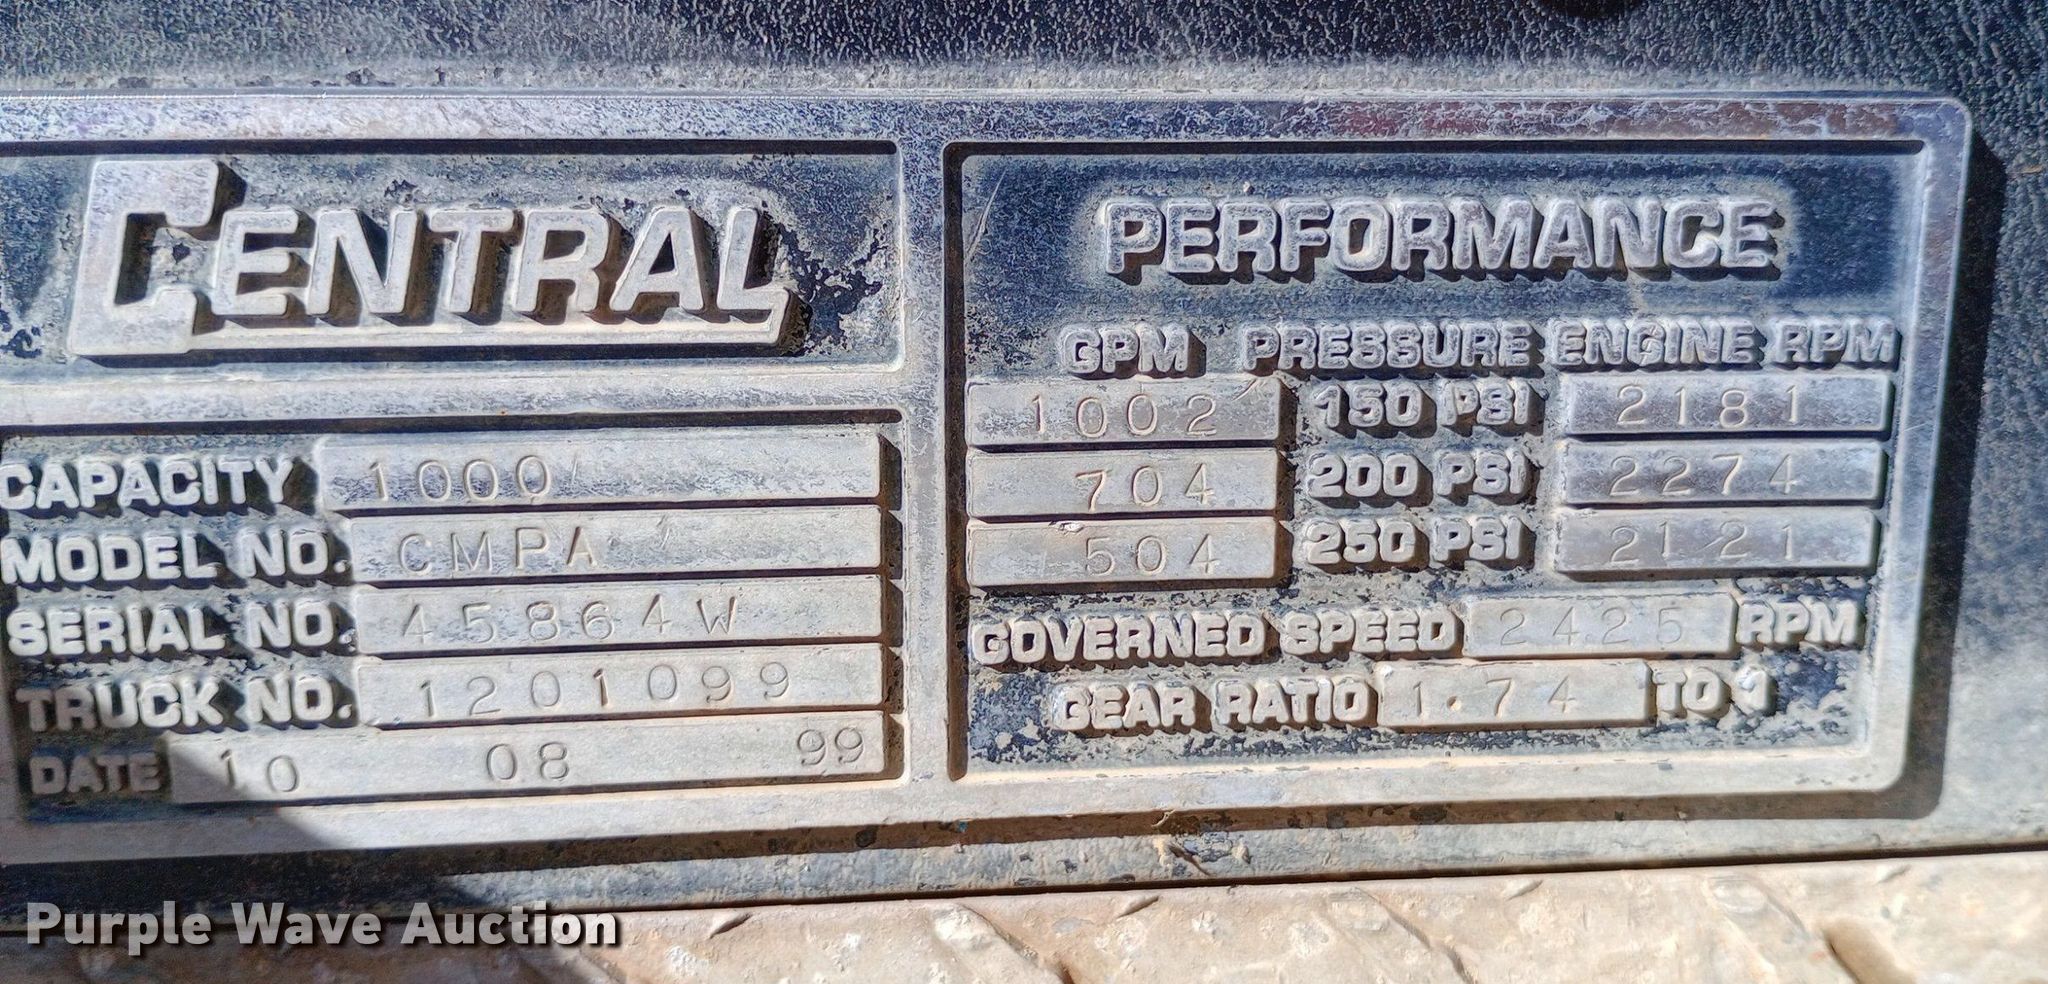 CENTRAL
CAPACITY 1000
MODEL NO. CMPA
SERIAL NO. 45864W
TRUCK NO. 1201099
DATE 10 08 99
PERFORMANCE
GPM PRESSURE ENGINE RPM
1002 150 PSI 2181
704 200 PSI 2274
504 250 PSI 2121
GOVERNED SPEED 2425 RPM
GEAR RATIO 1.74 TO 1
Purple Wave Auction